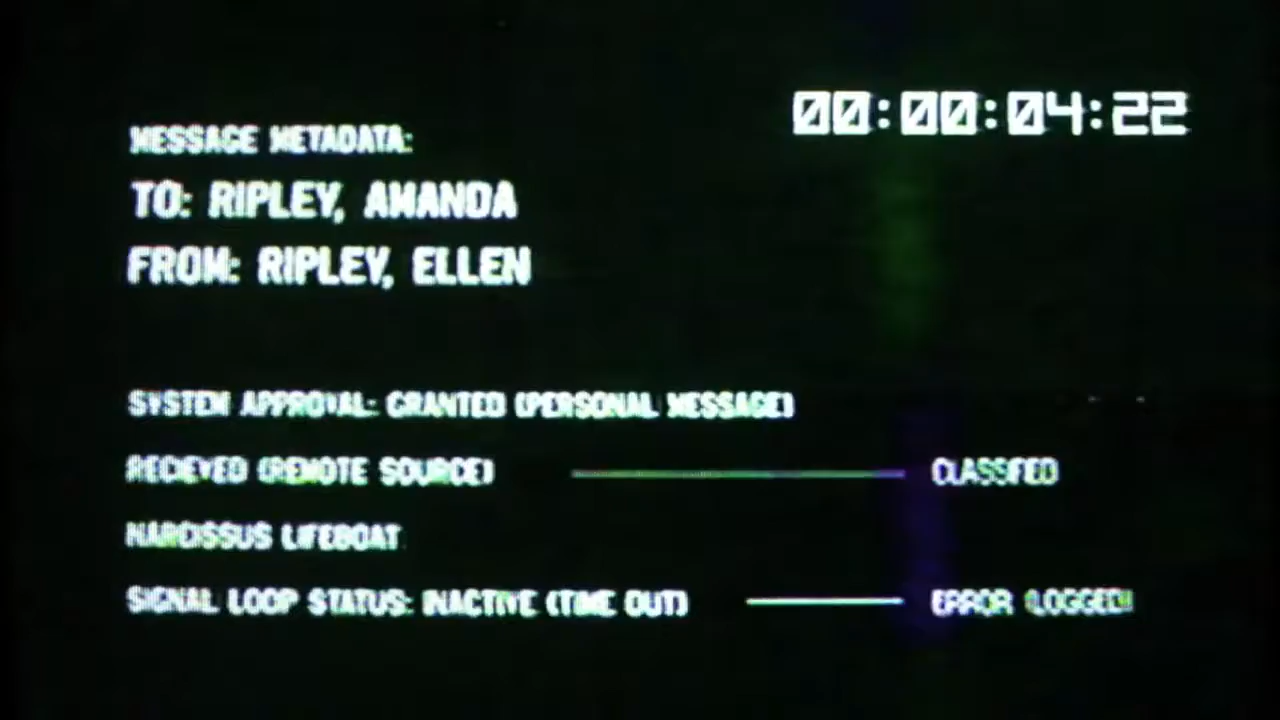 00:00:04:22
MESSAGE METADATA:
TO: RIPLEY, AMANDA
FROM: RIPLEY, ELLEN
SYSTEM APPROVAL: GRANTED (PERSONAL MESSAGE)
RECIEVED (REMOTE SOURCE) CLASSIFIED
NARCISSUS LIFEBOAT
SIGNAL LOOP STATUS: INACTIVE (TIME OUT) ERROR (LOGGED)